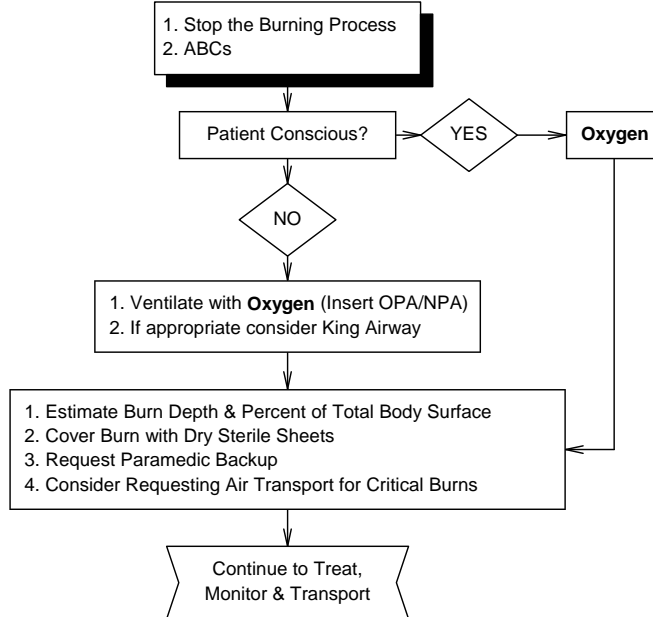 1. Stop the Burning Process
2. ABCs
Patient Conscious?
YES
Oxygen
NO
1. Ventilate with Oxygen (Insert OPA/NPA)
2. If appropriate consider King Airway
1. Estimate Burn Depth & Percent of Total Body Surface
2. Cover Burn with Dry Sterile Sheets
3. Request Paramedic Backup
4. Consider Requesting Air Transport for Critical Burns
Continue to Treat,
Monitor & Transport